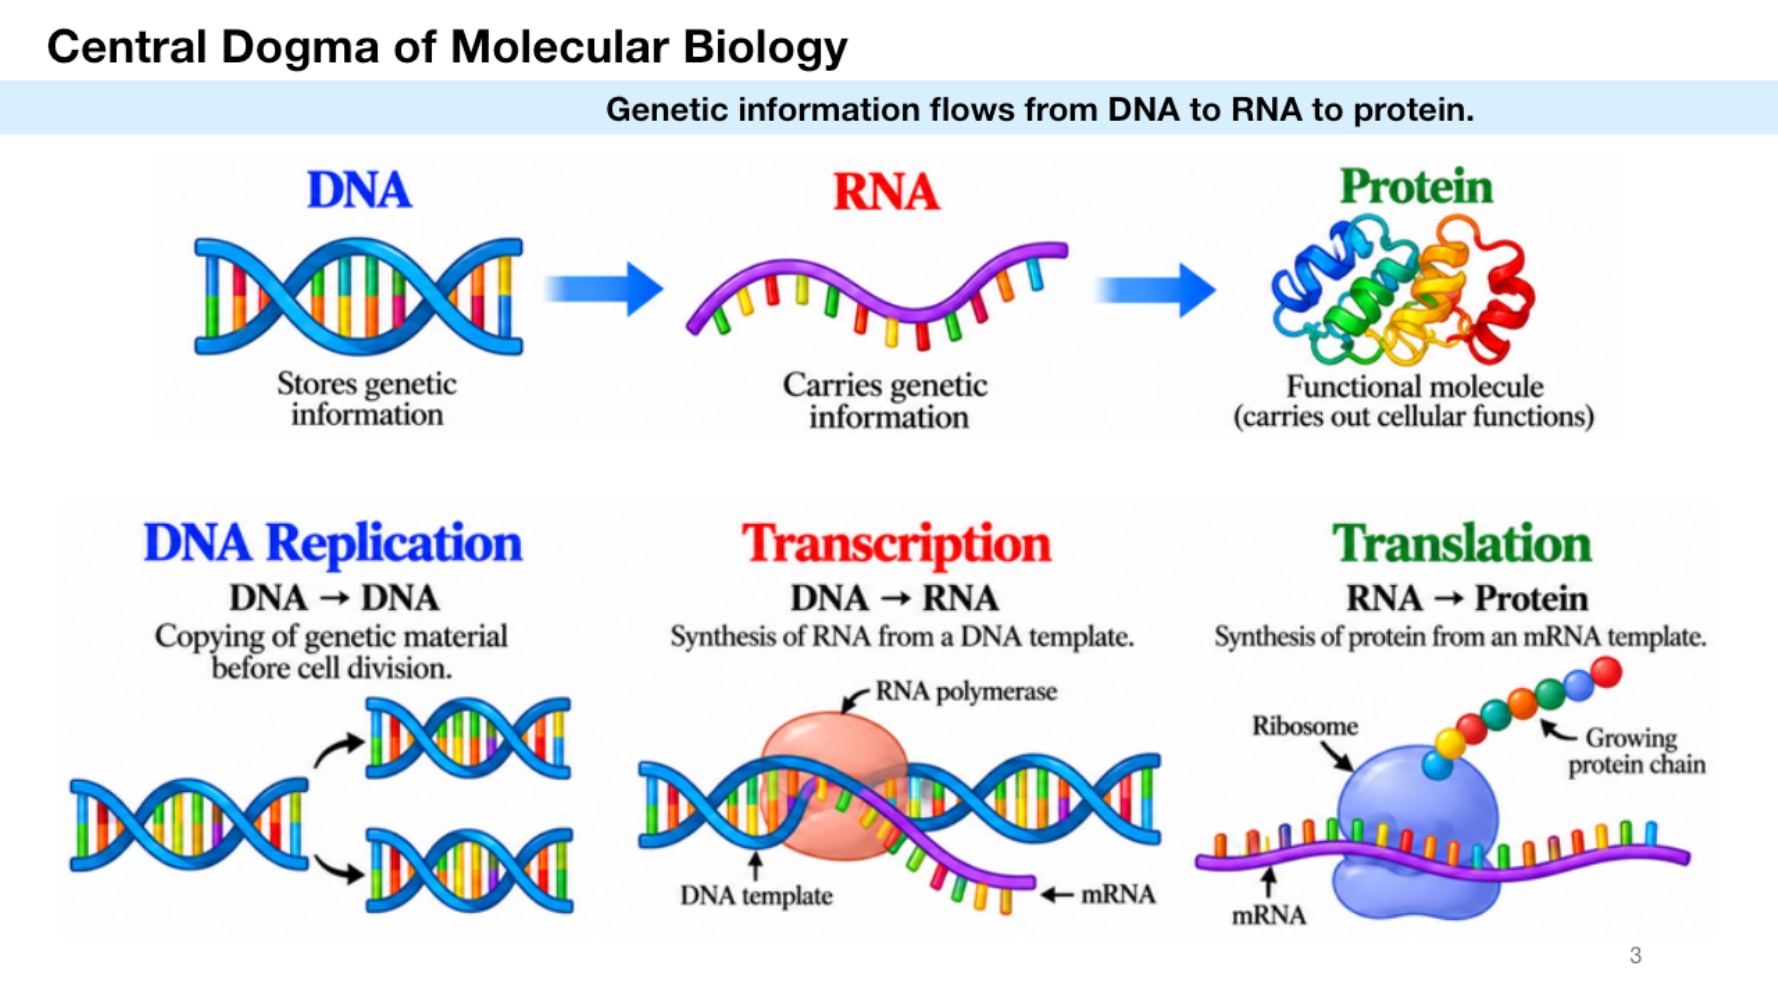 Central Dogma of Molecular Biology
Genetic information flows from DNA to RNA to protein.
DNA
Stores genetic
information
RNA
Carries genetic
information
Protein
Functional molecule
(carries out cellular functions)
DNA Replication
DNA → DNA
Copying of genetic material
before cell division.
Transcription
DNA → RNA
Synthesis of RNA from a DNA template.
RNA polymerase
DNA template
mRNA
Translation
RNA → Protein
Synthesis of protein from an mRNA template.
Ribosome
Growing
protein chain
mRNA
3